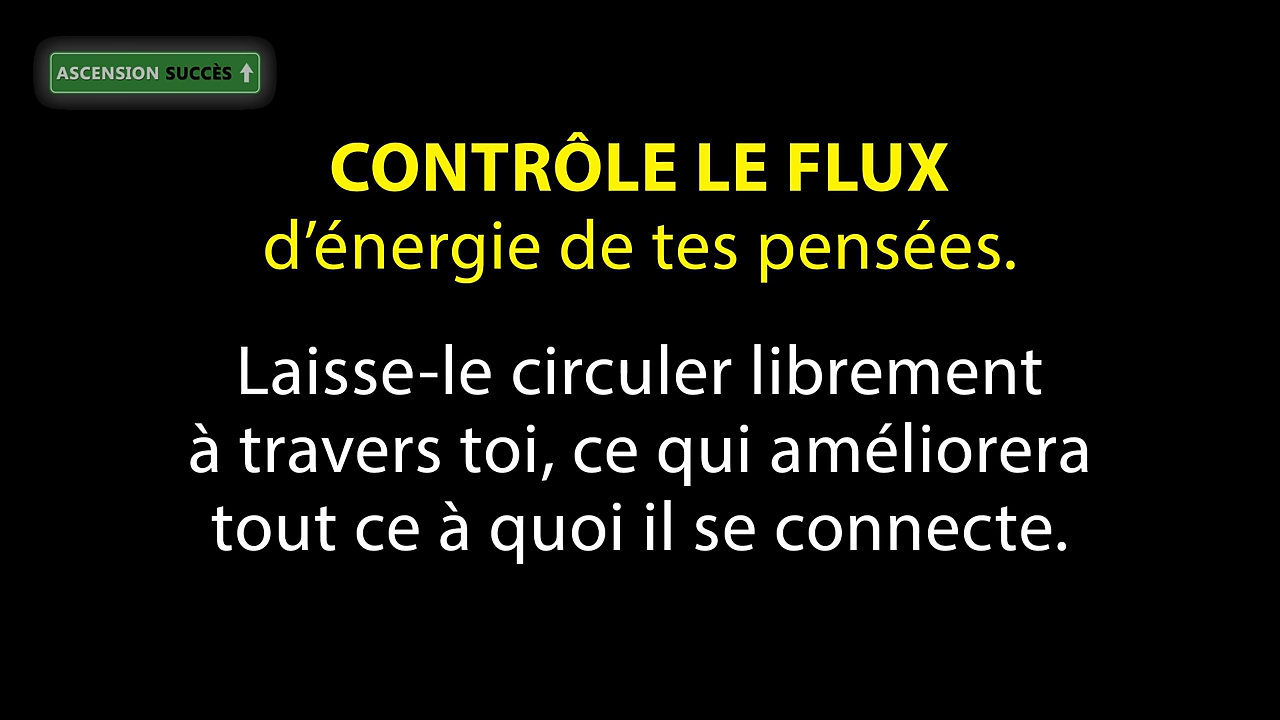 ASCENSION SUCCÈS
CONTRÔLE LE FLUX
d’énergie de tes pensées.
Laisse-le circuler librement
à travers toi, ce qui améliorera
tout ce à quoi il se connecte.